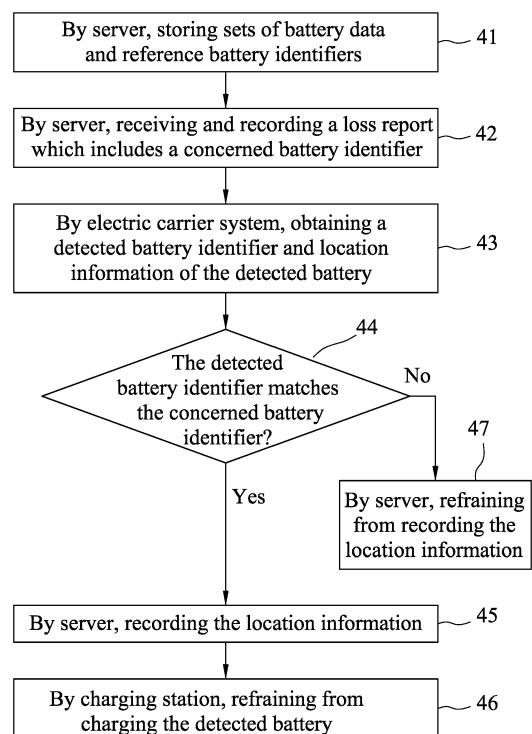 By server, storing sets of battery data
and reference battery identifiers
41
By server, receiving and recording a loss report
which includes a concerned battery identifier
42
By electric carrier system, obtaining a
detected battery identifier and location
information of the detected battery
43
44
The detected
battery identifier matches
the concerned battery
identifier?
No
47
Yes
By server, refraining
from recording the
location information
By server, recording the location information
45
By charging station, refraining from
charging the detected battery
46